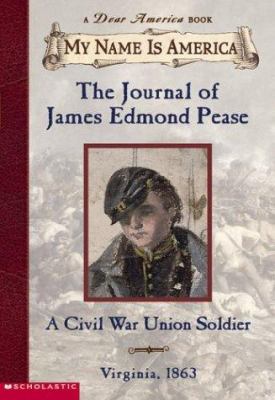 A Dear America BOOK
MY NAME IS AMERICA
The Journal of
James Edmond Pease
A Civil War Union Soldier
Virginia, 1863
SCHOLASTIC